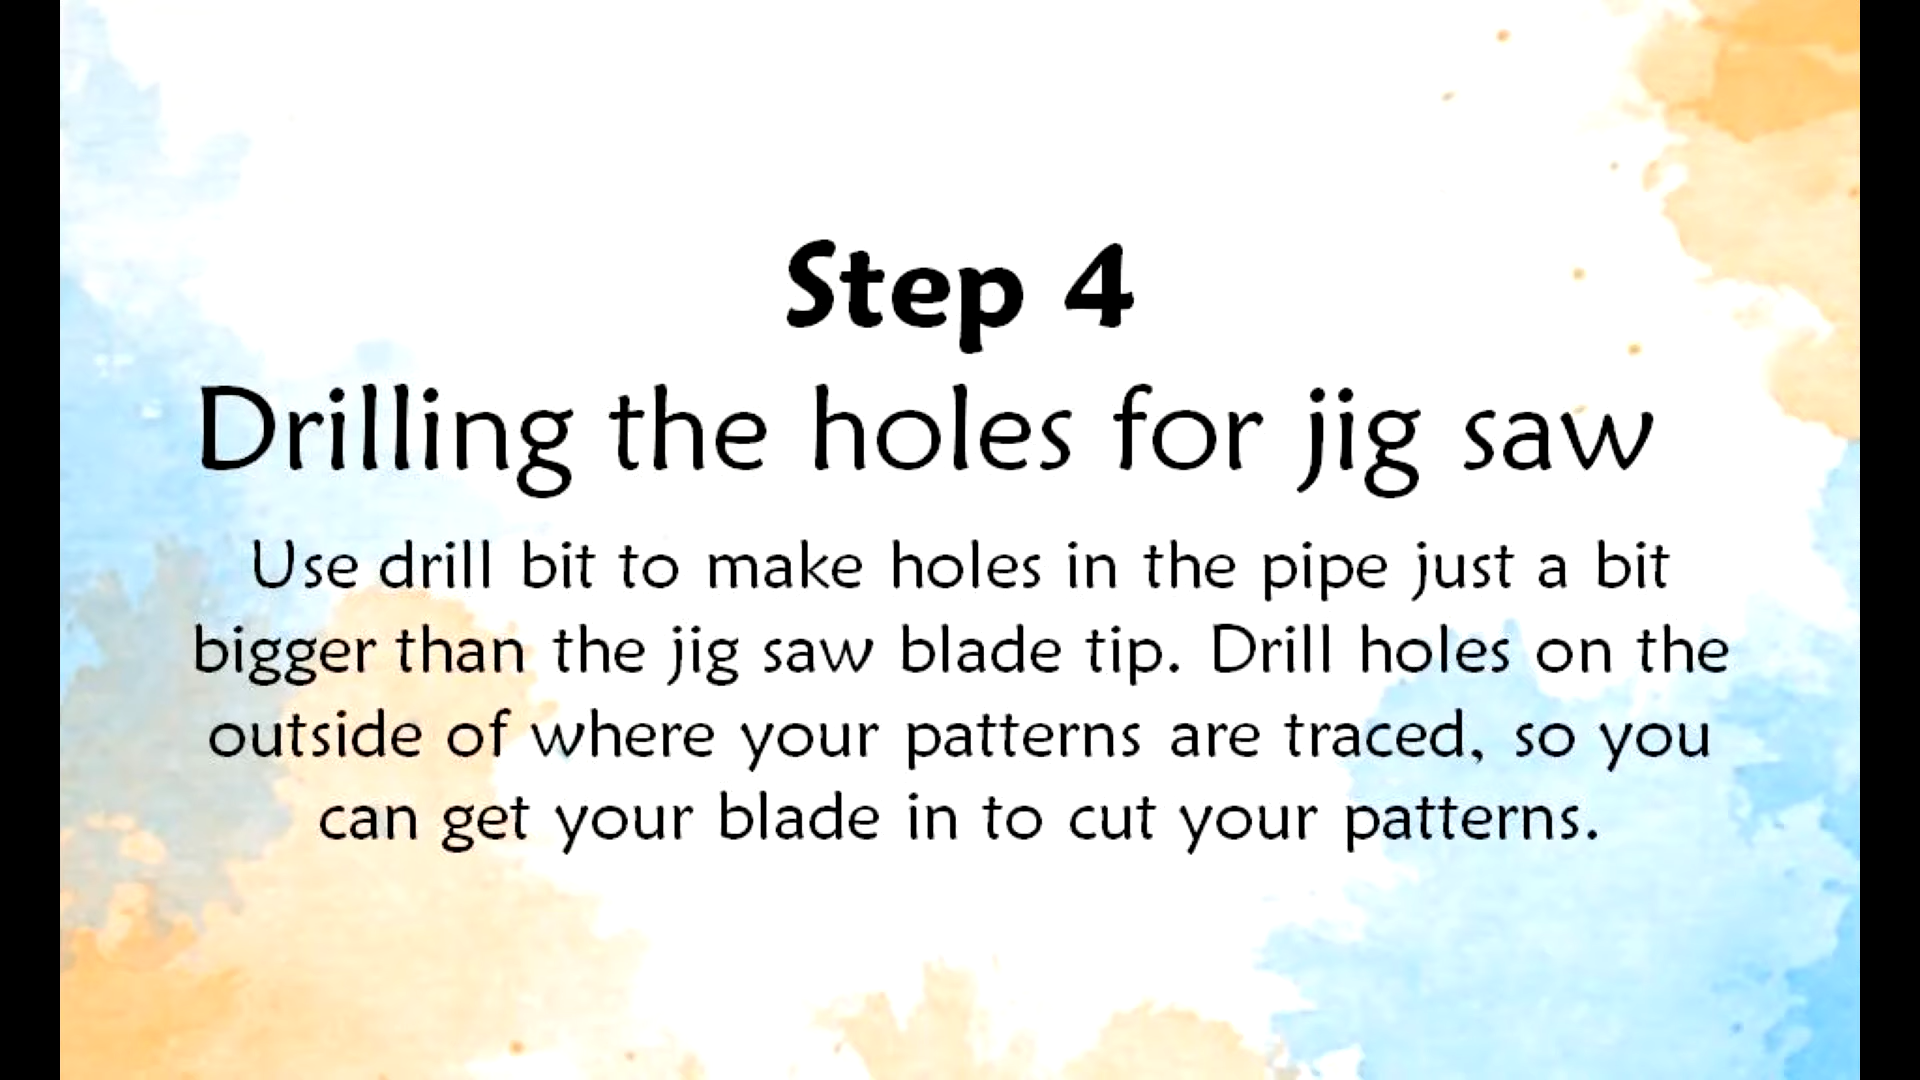 Step 4
Drilling the holes for jig saw
Use drill bit to make holes in the pipe just a bit
bigger than the jig saw blade tip. Drill holes on the
outside of where your patterns are traced, so you
can get your blade in to cut your patterns.